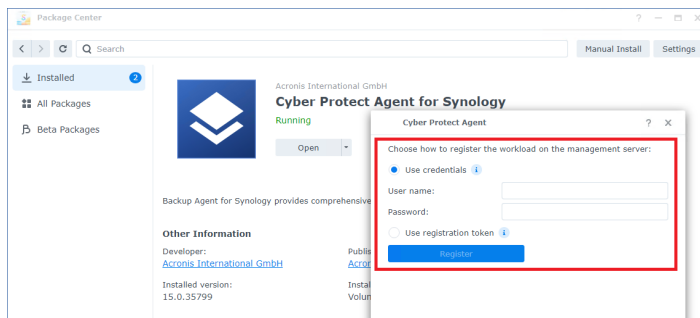 Package Center
Search
Manual Install
Settings
Installed
2
All Packages
Beta Packages
Acronis International GmbH
Cyber Protect Agent for Synology
Running
Open
Backup Agent for Synology provides comprehensive
Other Information
Developer:
Acronis International GmbH
Installed version:
15.0.35799
Cyber Protect Agent
Choose how to register the workload on the management server:
Use credentials
User name:
Password:
Use registration token
Register